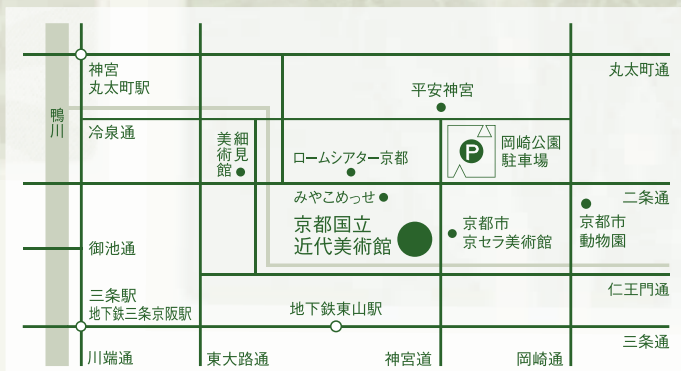 神宮
丸太町駅
丸太町通
平安神宮
鴨川
冷泉通
細見
美術館
ロームシアター京都
P
岡崎公園
駐車場
みやこめっせ
二条通
京都国立
近代美術館
京都市
京セラ美術館
京都市
動物園
御池通
三条駅
地下鉄三条京阪駅
地下鉄東山駅
仁王門通
三条通
川端通
東大路通
神宮道
岡崎通